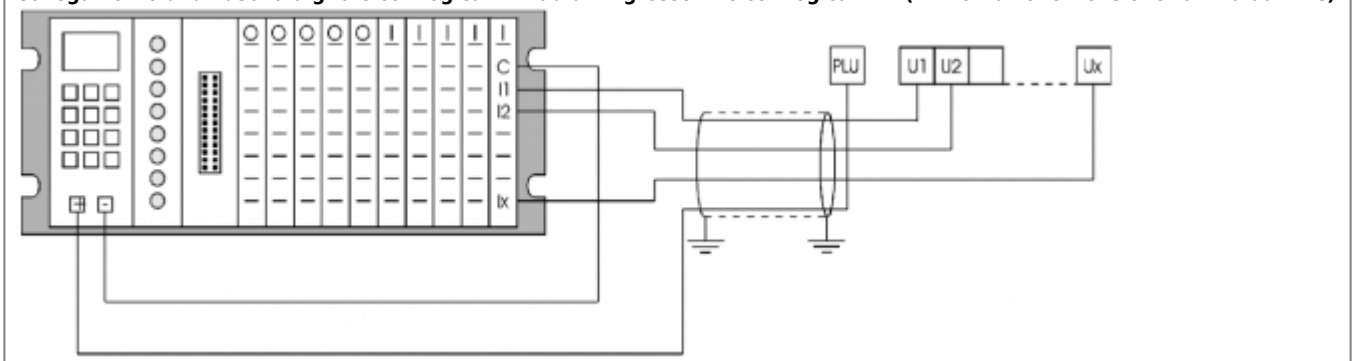 O O O O O I I I I I
C
I1
I2
Ix
+ -
PLU U1 U2 Ux